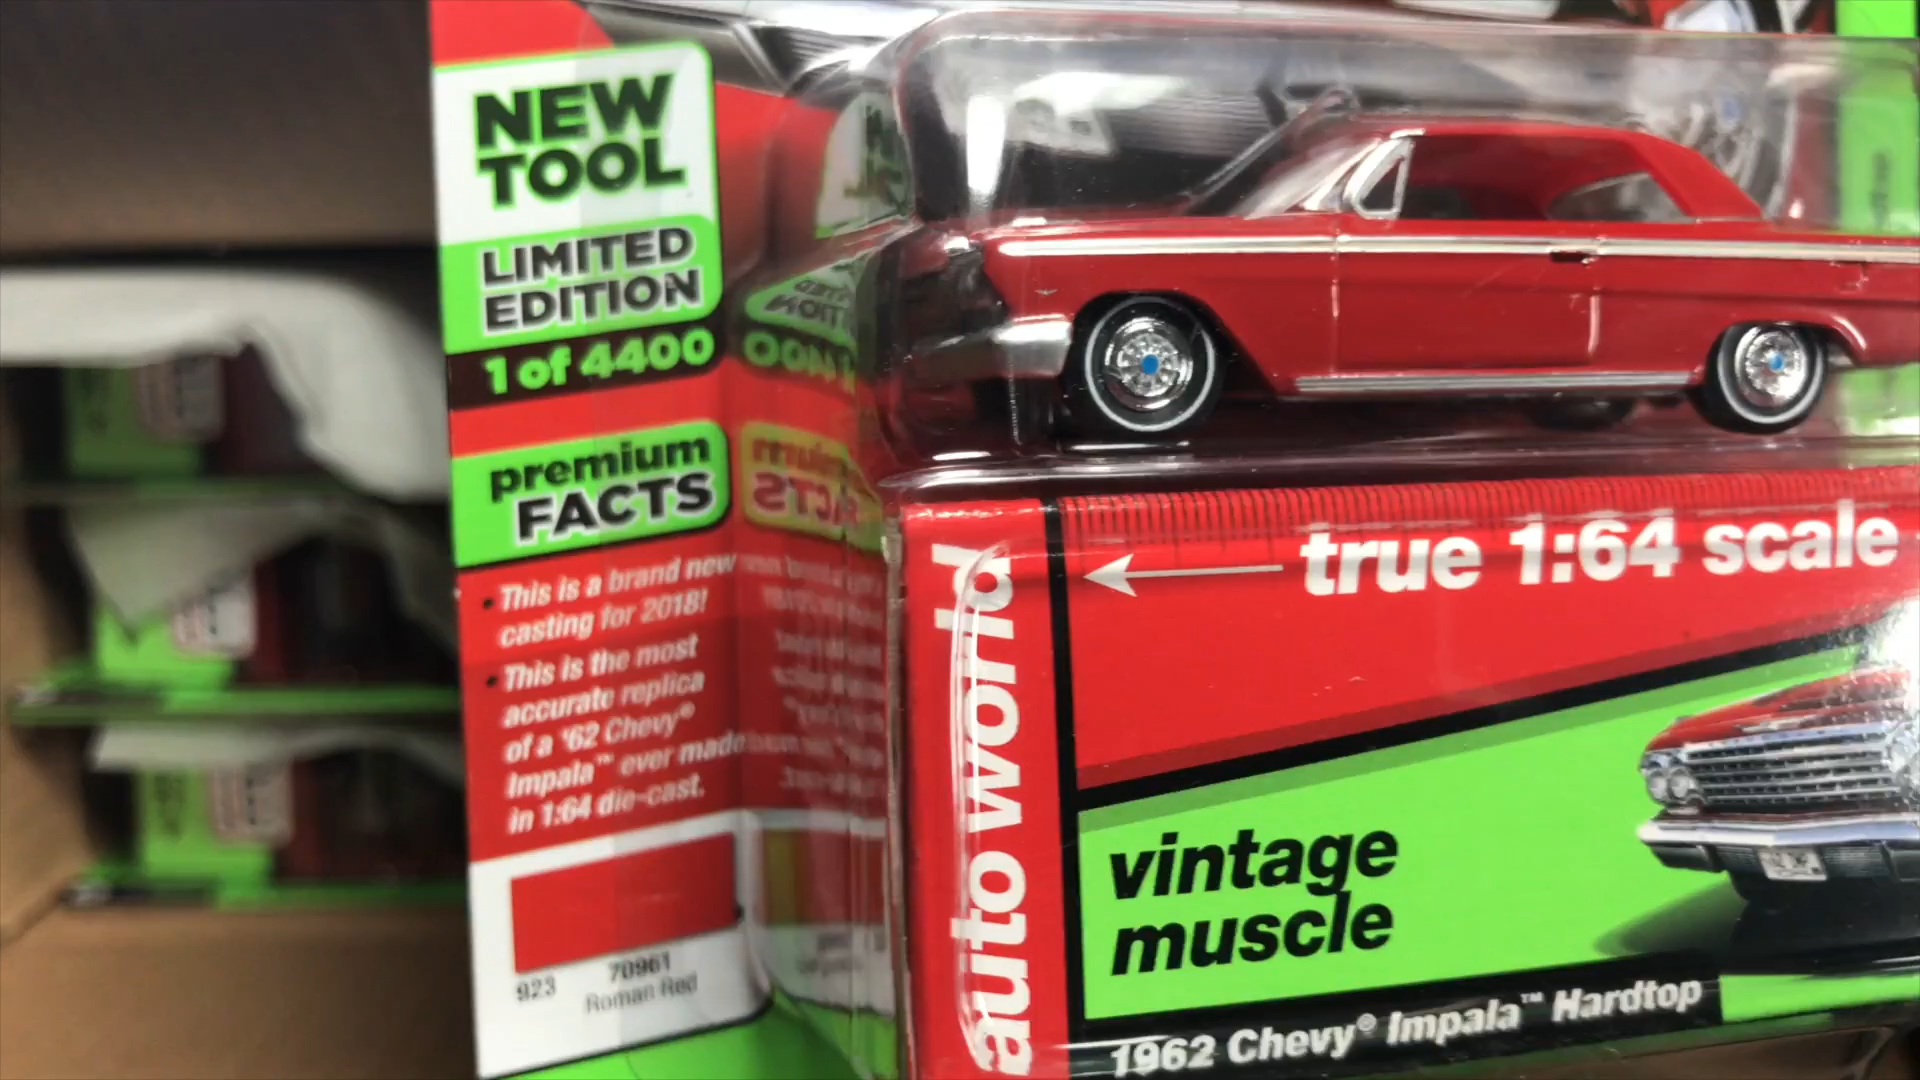 NEW
TOOL
LIMITED
EDITION
1 of 4400
premium
FACTS
• This is a brand new
casting for 2018!
• This is the most
accurate replica
of a '62 Chevy®
Impala™ ever made
in 1:64 die-cast.
923
70961
Roman Red
auto world
true 1:64 scale
vintage
muscle
1962 Chevy® Impala™ Hardtop